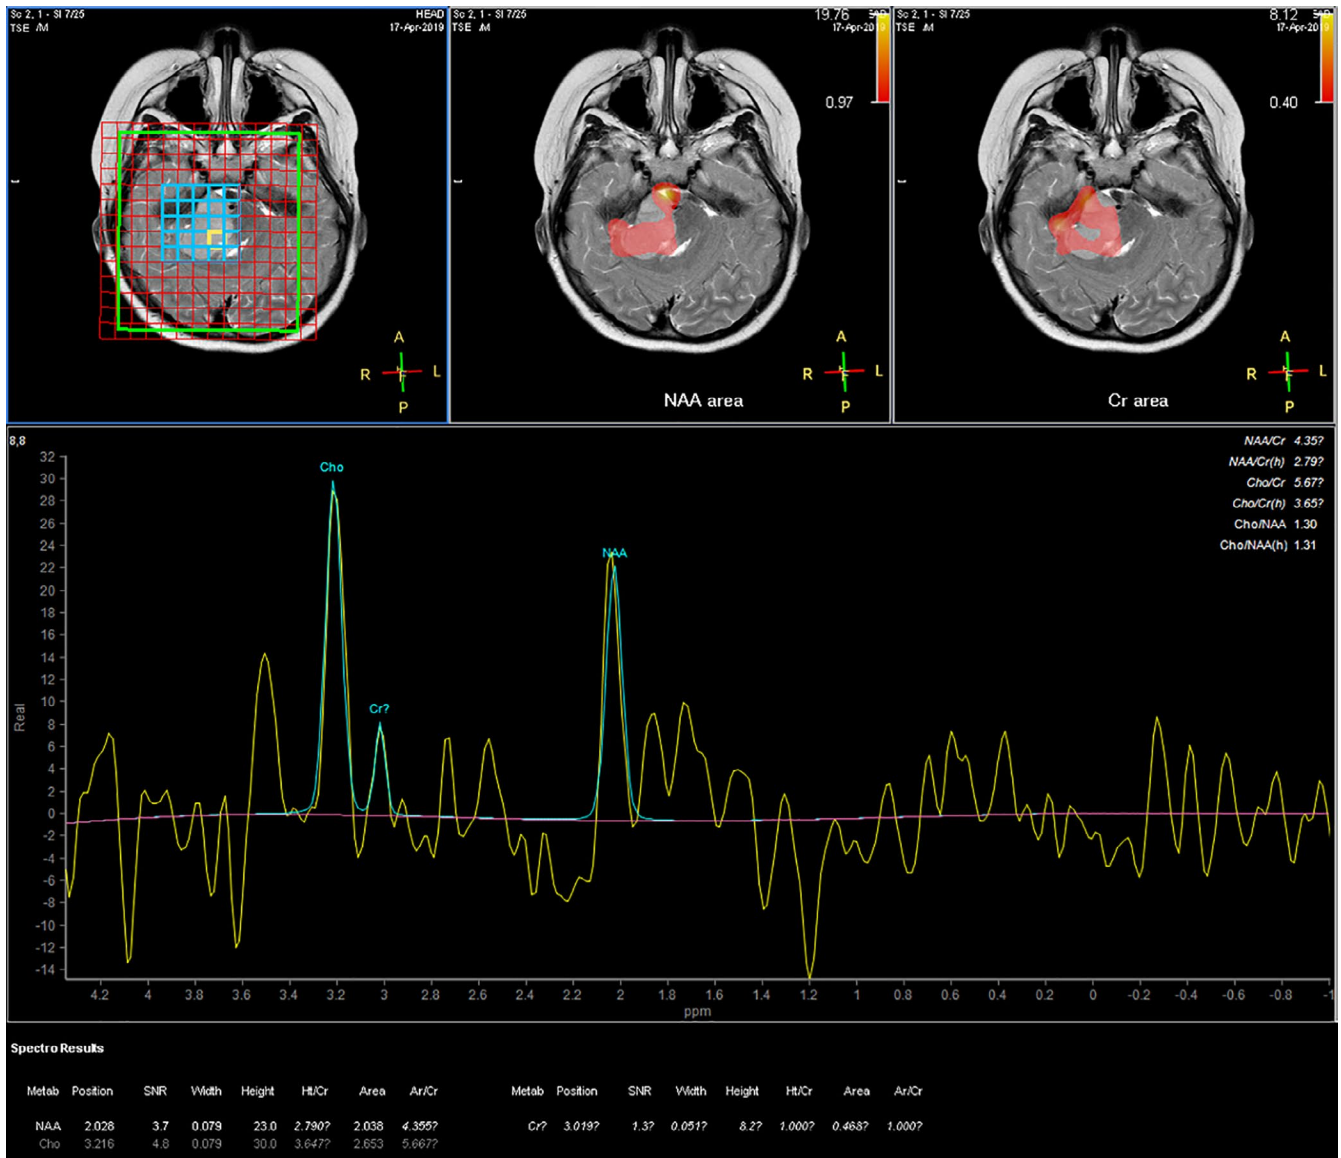 Sc 2, 1 - SI 7/25 HEAD
TSE /M 17-Apr-2019
R A L P F
Sc 2, 1 - SI 7/25 19.76
TSE /M 17-Apr-2019
0.97
R A L P F
NAA area
Sc 2, 1 - SI 7/25 8.12
TSE /M 17-Apr-2019
0.40
R A L P F
Cr area
8,8
NAA/Cr 4.35?
NAA/Cr(h) 2.79?
Cho/Cr 5.67?
Cho/Cr(h) 3.65?
Cho/NAA 1.30
Cho/NAA(h) 1.31
Cho
Cr?
NAA
32
30
28
26
24
22
20
18
16
14
12
10
8
6
4
2
0
-2
-4
-6
-8
-10
-12
-14
Real
4.2 4 3.8 3.6 3.4 3.2 3 2.8 2.6 2.4 2.2 2 1.8 1.6 1.4 1.2 1 0.8 0.6 0.4 0.2 0 -0.2 -0.4 -0.6 -0.8 -1
ppm
Spectro Results
Metab Position SNR Width Height Ht/Cr Area Ar/Cr Metab Position SNR Width Height Ht/Cr Area Ar/Cr
NAA 2.028 3.7 0.079 23.0 2.790? 2.038 4.355? Cr? 3.019? 1.3? 0.051? 8.2? 1.000? 0.468? 1.000?
Cho 3.216 4.8 0.079 30.0 3.647? 2.653 5.667?